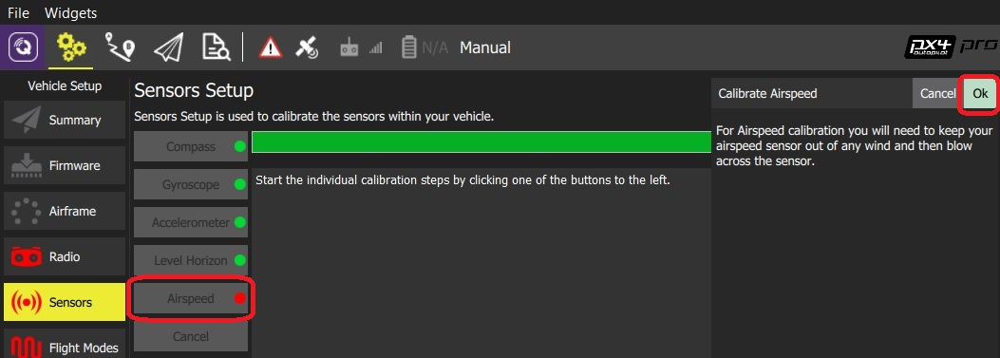 File Widgets
N/A Manual
px4 pro
autopilot
Vehicle Setup
Summary
Firmware
Airframe
Radio
Sensors
Flight Modes
Sensors Setup
Sensors Setup is used to calibrate the sensors within your vehicle.
Compass
Gyroscope
Accelerometer
Level Horizon
Airspeed
Cancel
Start the individual calibration steps by clicking one of the buttons to the left.
Calibrate Airspeed Cancel Ok
For Airspeed calibration you will need to keep your
airspeed sensor out of any wind and then blow
across the sensor.